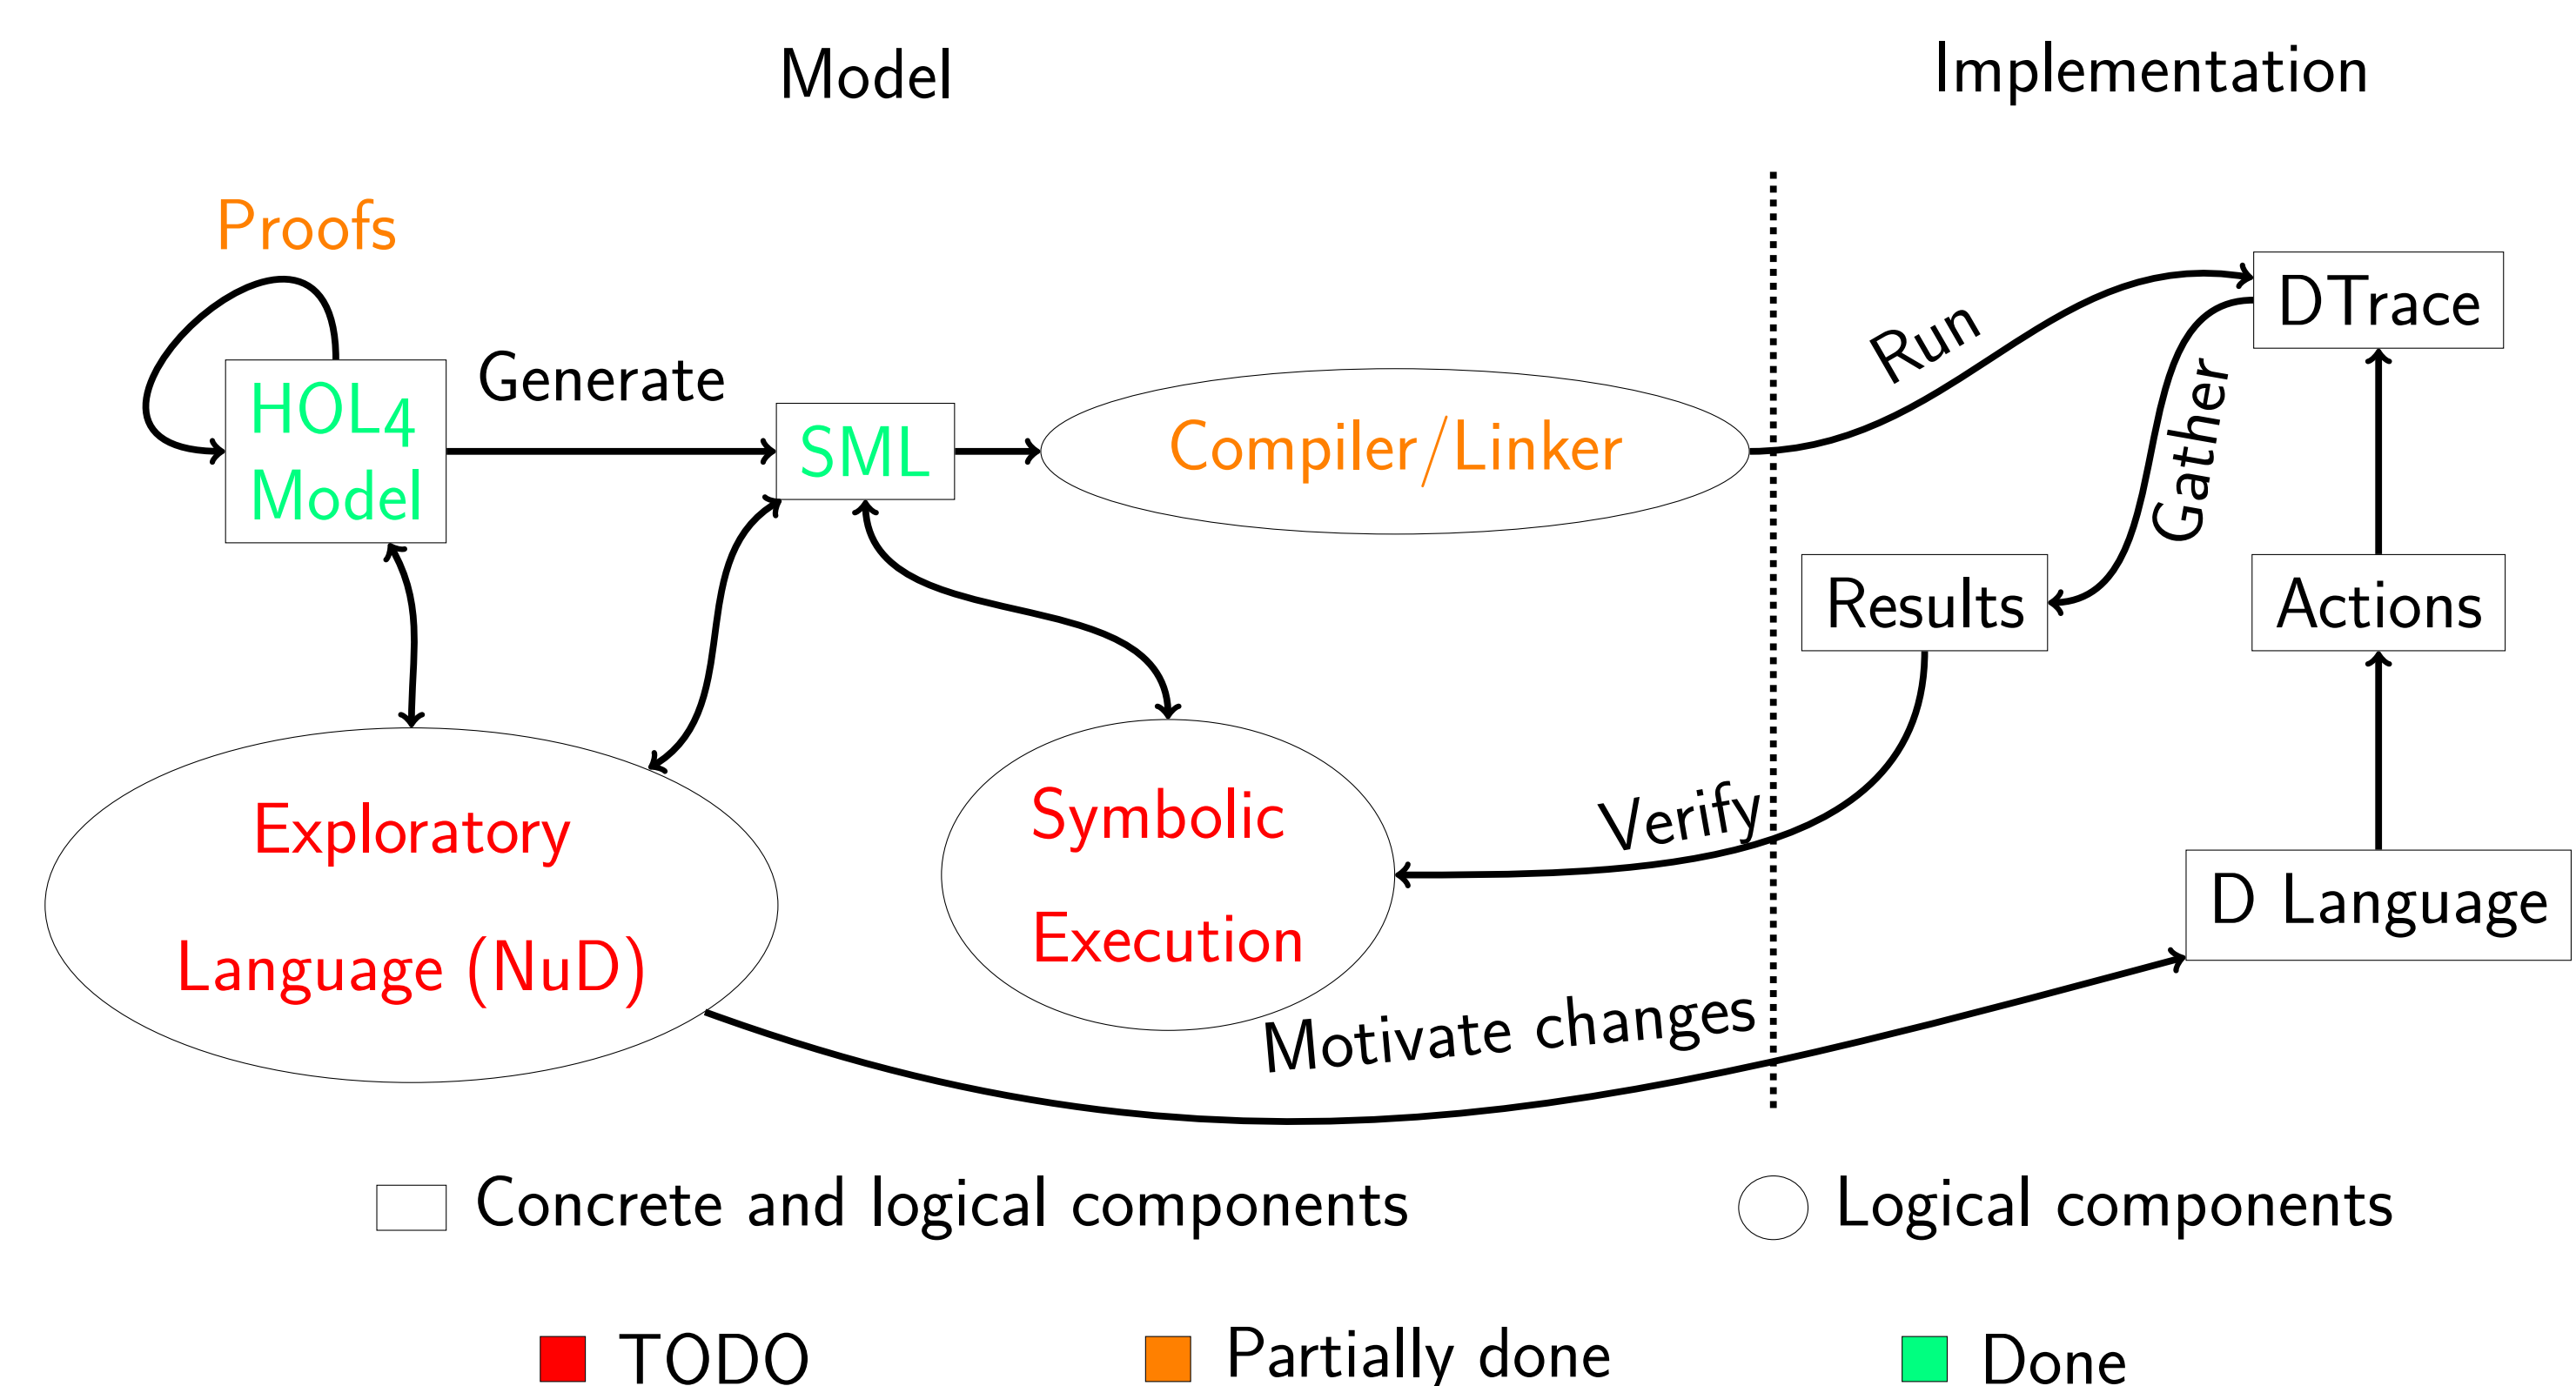 Model
Implementation
Proofs
Generate
HOL4
Model
SML
Compiler/Linker
Run
DTrace
Gather
Results
Actions
Exploratory
Language (NuD)
Symbolic
Execution
Verify
D Language
Motivate changes
Concrete and logical components
Logical components
TODO
Partially done
Done